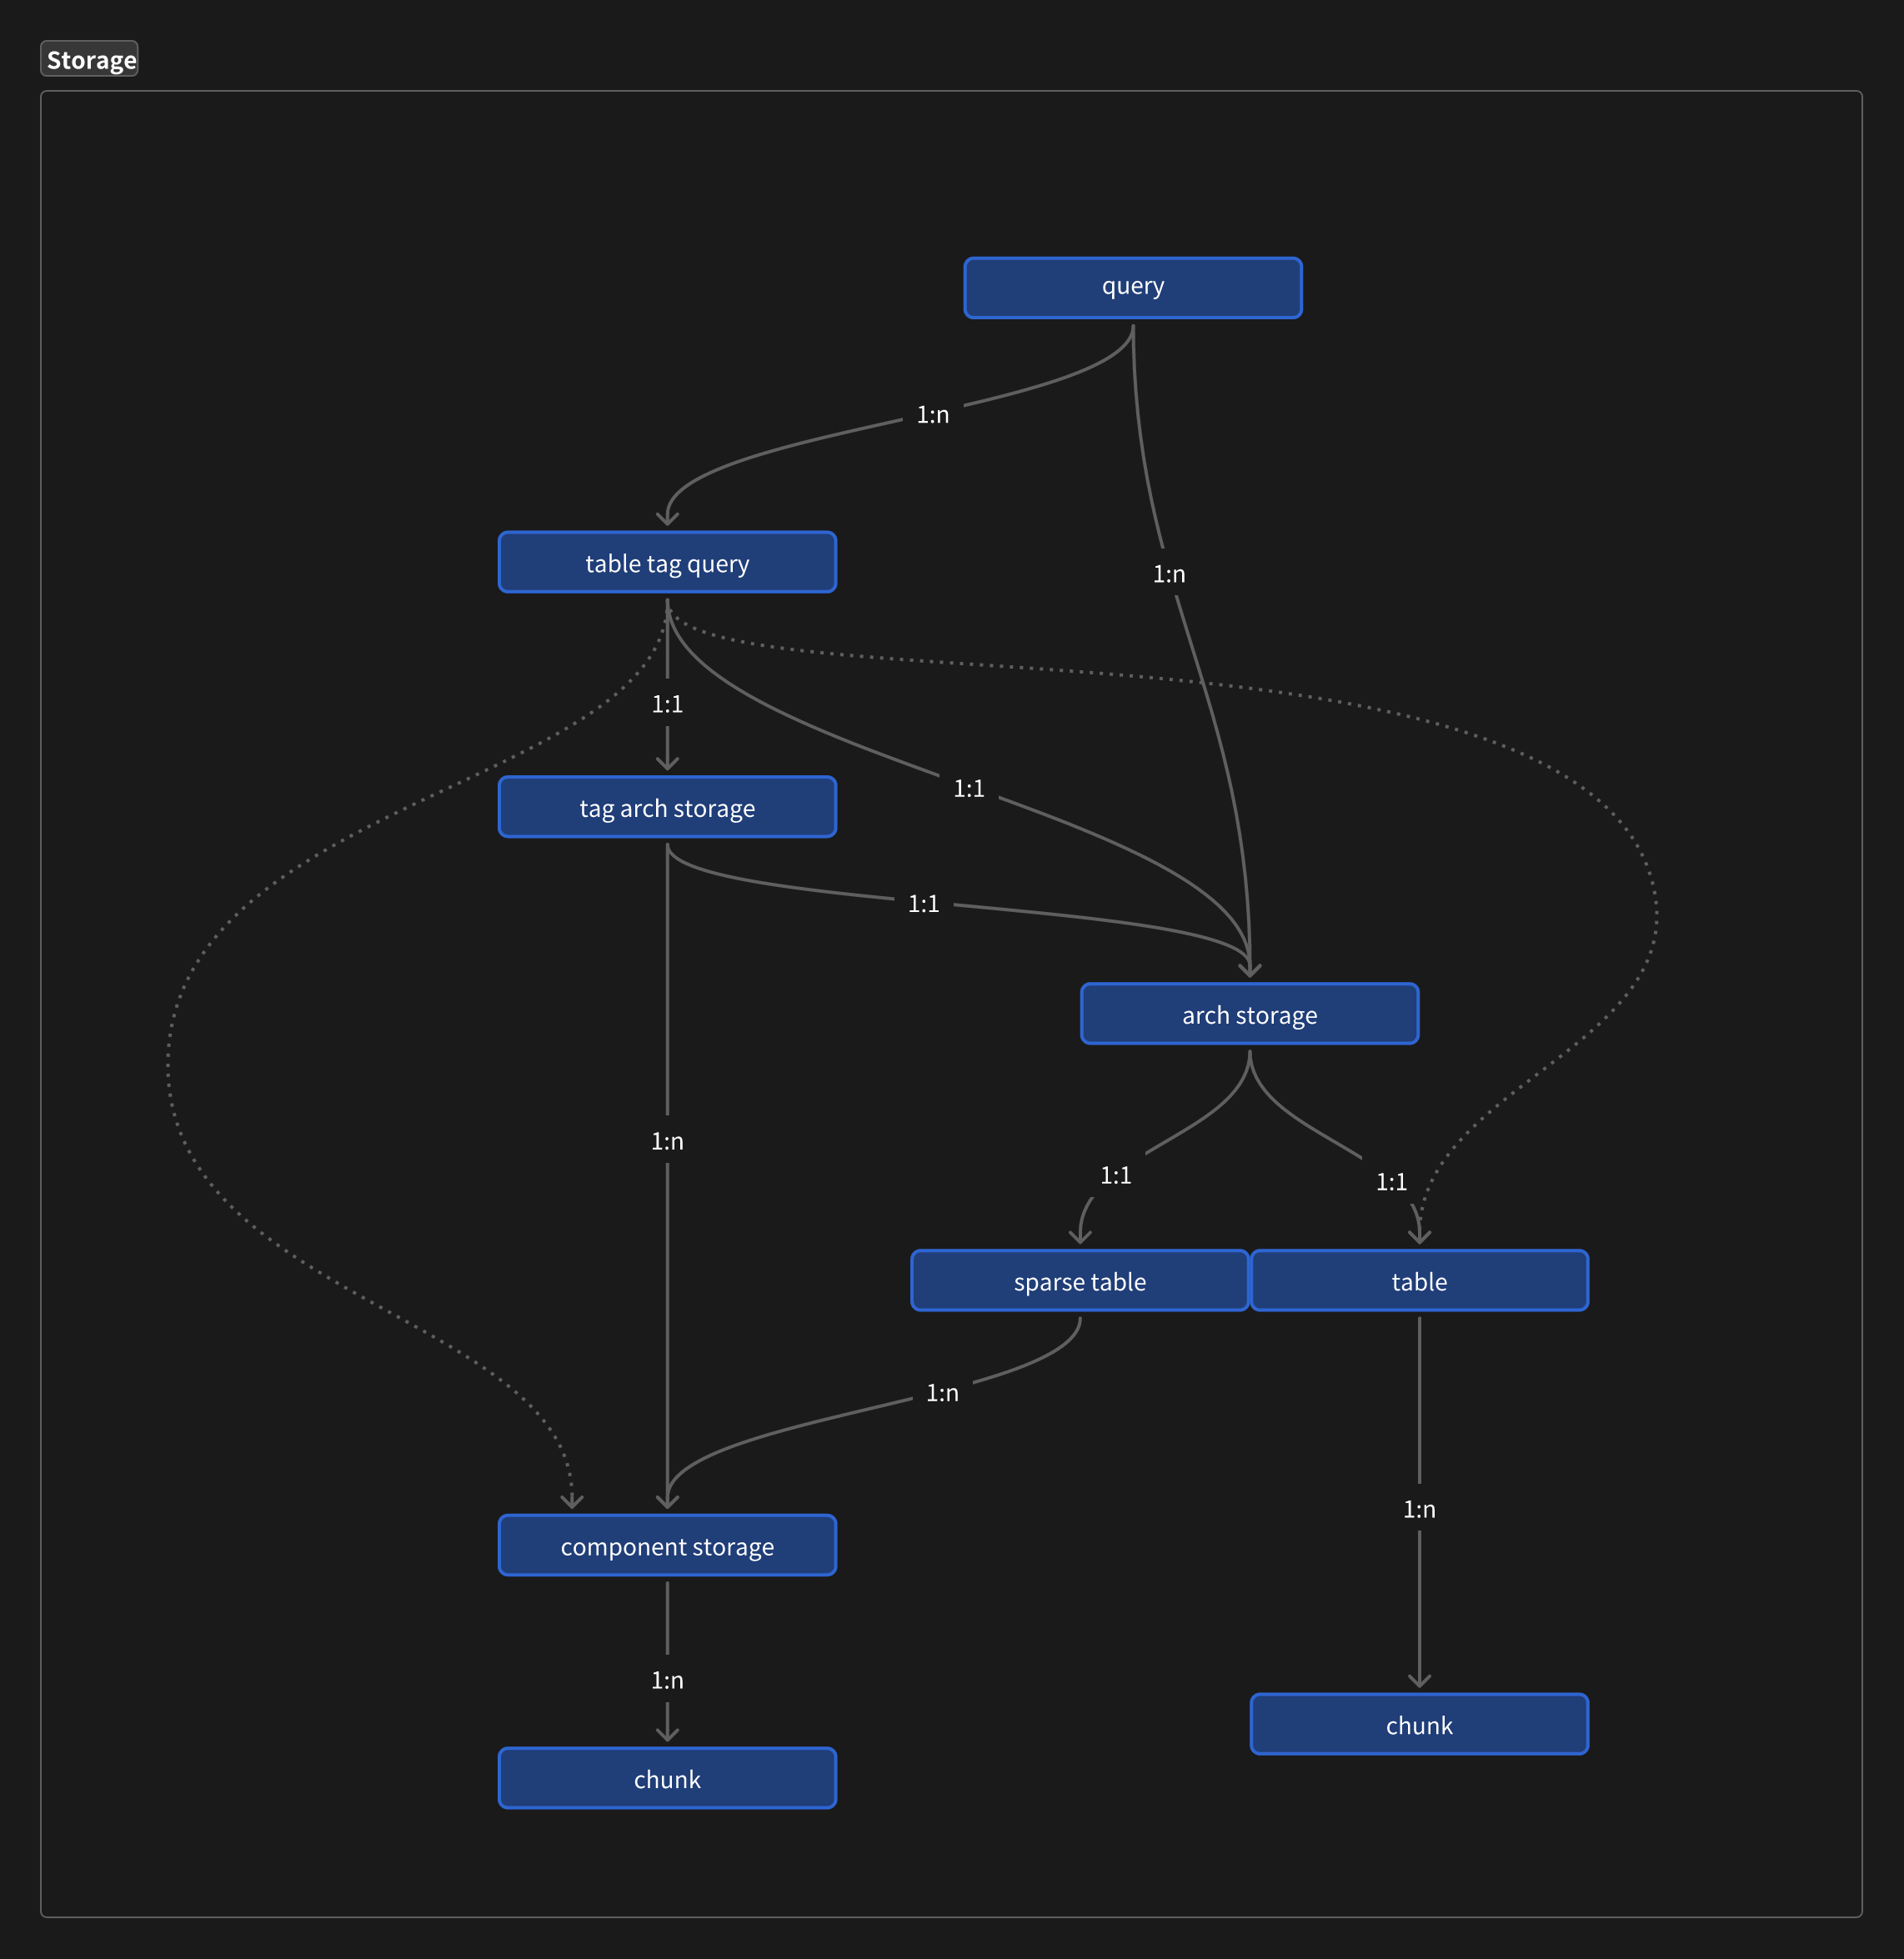 Storage
query
1:n
table tag query
1:n
1:1
1:1
tag arch storage
1:1
arch storage
1:n
1:1
1:1
sparse table
table
1:n
1:n
component storage
1:n
chunk
chunk